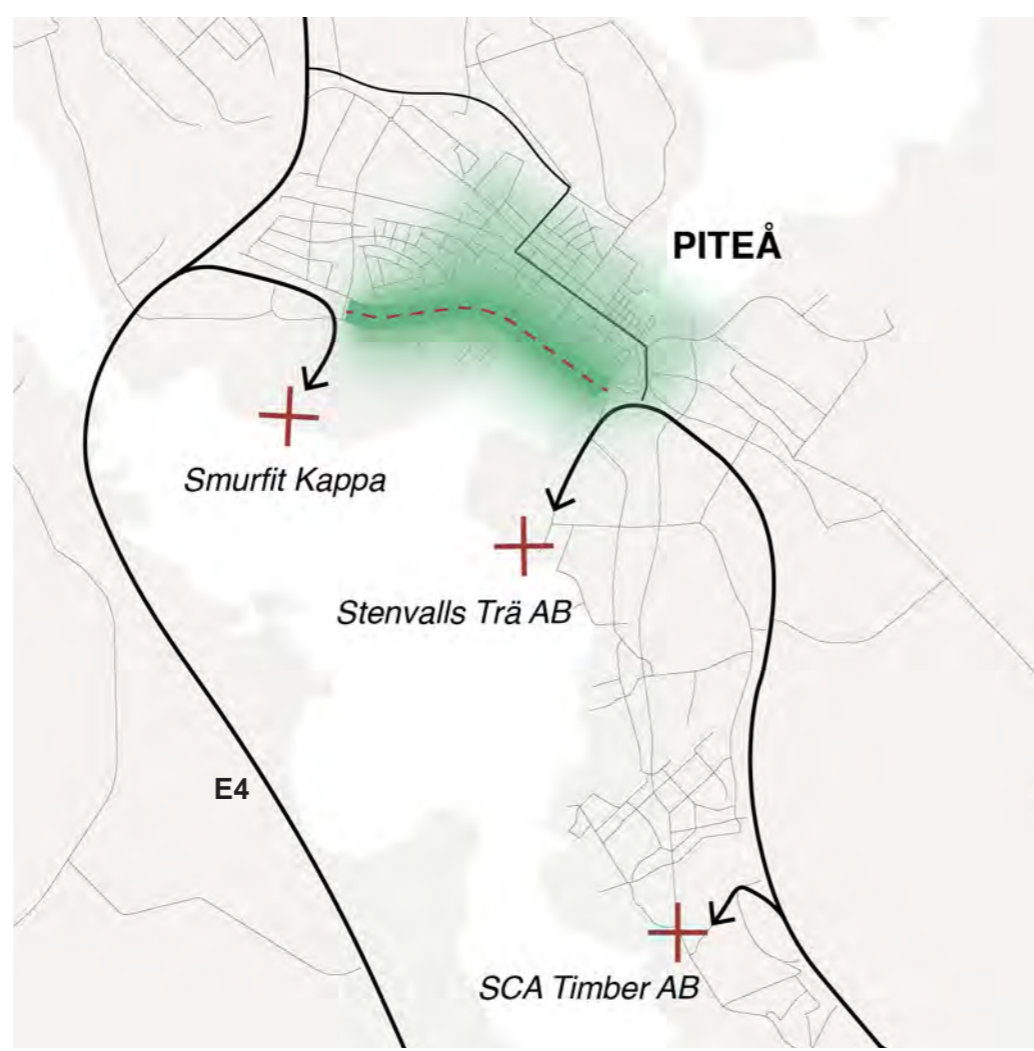 PITEÅ
Smurfit Kappa
Stenvalls Trä AB
E4
SCA Timber AB